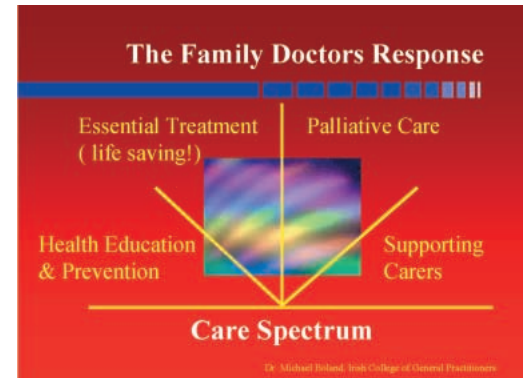 The Family Doctors Response
Essential Treatment
( life saving!)
Palliative Care
Health Education
& Prevention
Supporting
Carers
Care Spectrum
Dr. Michael Boland, Irish College of General Practitioners